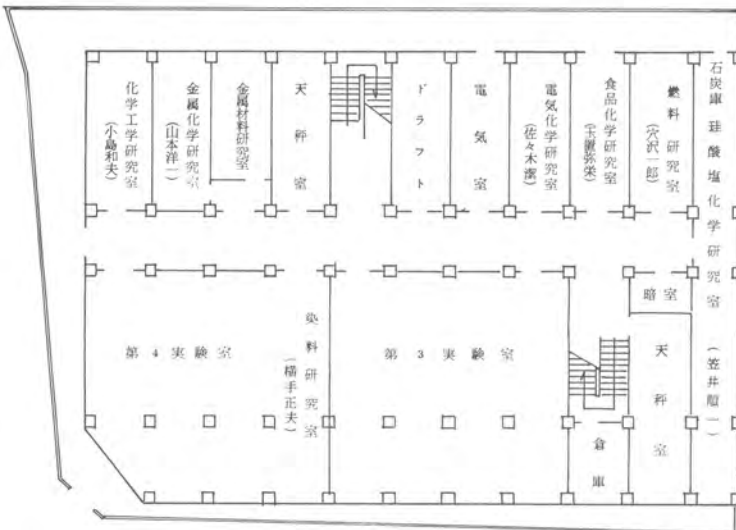 石炭庫 珪酸塩化学研究室
(笠井順一)
燃料研究室
(穴沢一郎)
食品化学研究室
(玉置弥栄)
電気化学研究室
(佐々木潔)
電気室
ドラフト
天秤室
金属材料研究室
金属化学研究室
(山本洋一)
化学工学研究室
(小島和夫)
暗室
天秤室
倉庫
第3実験室
染料研究室
(横手正夫)
第4実験室